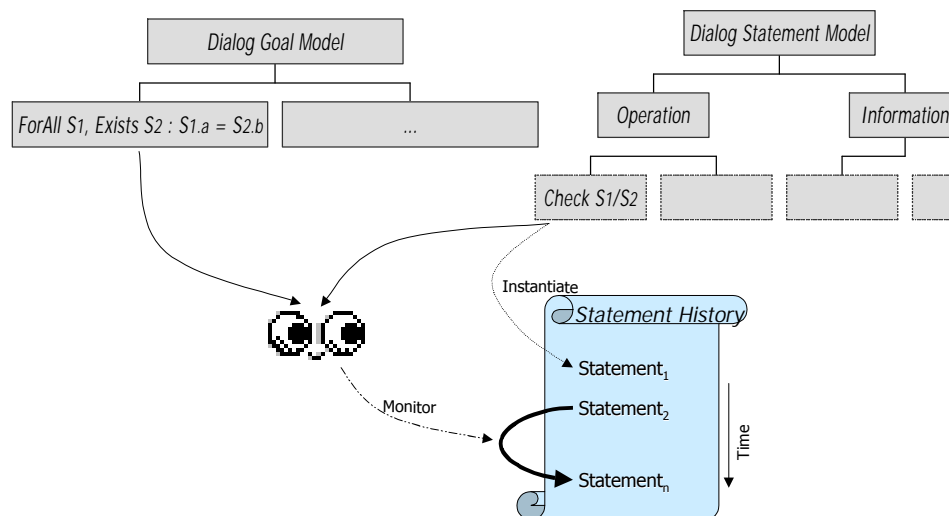 Dialog Goal Model
Dialog Statement Model
ForAll S1, Exists S2 : S1.a = S2.b
...
Operation
Information
Check S1/S2
Instantiate
Statement History
Statement1
Monitor
Statement2
Time
Statementn